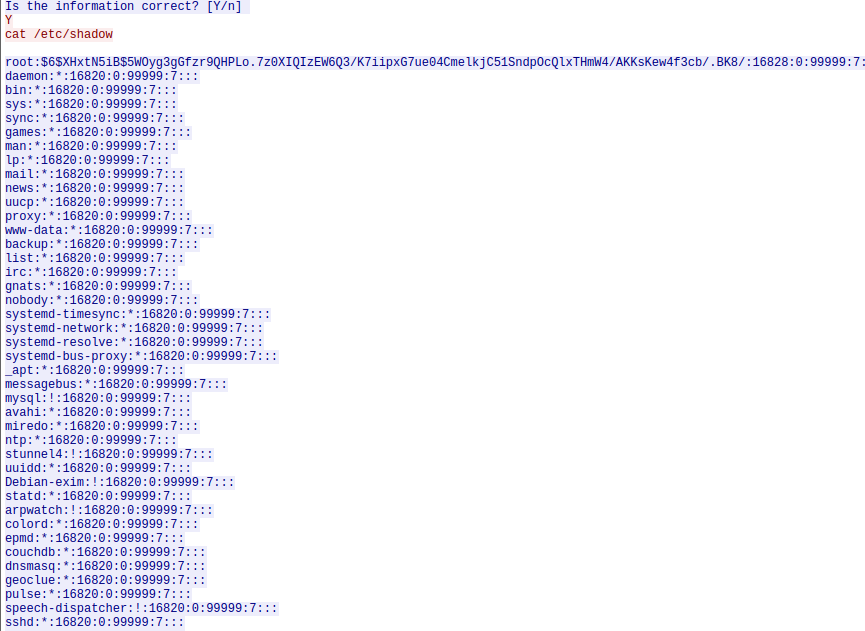 Is the information correct? [Y/n]
Y
cat /etc/shadow
root:$6$XHxtN5iB$5WOyg3gGfzr9QHPLo.7z0XIQIzEW6Q3/K7iipxG7ue04CmelkjC51SndpOcQlxTHmW4/AKKsKew4f3cb/.BK8/:16828:0:99999:7:
daemon:*:16820:0:99999:7:::
bin:*:16820:0:99999:7:::
sys:*:16820:0:99999:7:::
sync:*:16820:0:99999:7:::
games:*:16820:0:99999:7:::
man:*:16820:0:99999:7:::
lp:*:16820:0:99999:7:::
mail:*:16820:0:99999:7:::
news:*:16820:0:99999:7:::
uucp:*:16820:0:99999:7:::
proxy:*:16820:0:99999:7:::
www-data:*:16820:0:99999:7:::
backup:*:16820:0:99999:7:::
list:*:16820:0:99999:7:::
irc:*:16820:0:99999:7:::
gnats:*:16820:0:99999:7:::
nobody:*:16820:0:99999:7:::
systemd-timesync:*:16820:0:99999:7:::
systemd-network:*:16820:0:99999:7:::
systemd-resolve:*:16820:0:99999:7:::
systemd-bus-proxy:*:16820:0:99999:7:::
_apt:*:16820:0:99999:7:::
messagebus:*:16820:0:99999:7:::
mysql:!:16820:0:99999:7:::
avahi:*:16820:0:99999:7:::
miredo:*:16820:0:99999:7:::
ntp:*:16820:0:99999:7:::
stunnel4:!:16820:0:99999:7:::
uuidd:*:16820:0:99999:7:::
Debian-exim:!:16820:0:99999:7:::
statd:*:16820:0:99999:7:::
arpwatch:!:16820:0:99999:7:::
colord:*:16820:0:99999:7:::
epmd:*:16820:0:99999:7:::
couchdb:*:16820:0:99999:7:::
dnsmasq:*:16820:0:99999:7:::
geoclue:*:16820:0:99999:7:::
pulse:*:16820:0:99999:7:::
speech-dispatcher:!:16820:0:99999:7:::
sshd:*:16820:0:99999:7:::